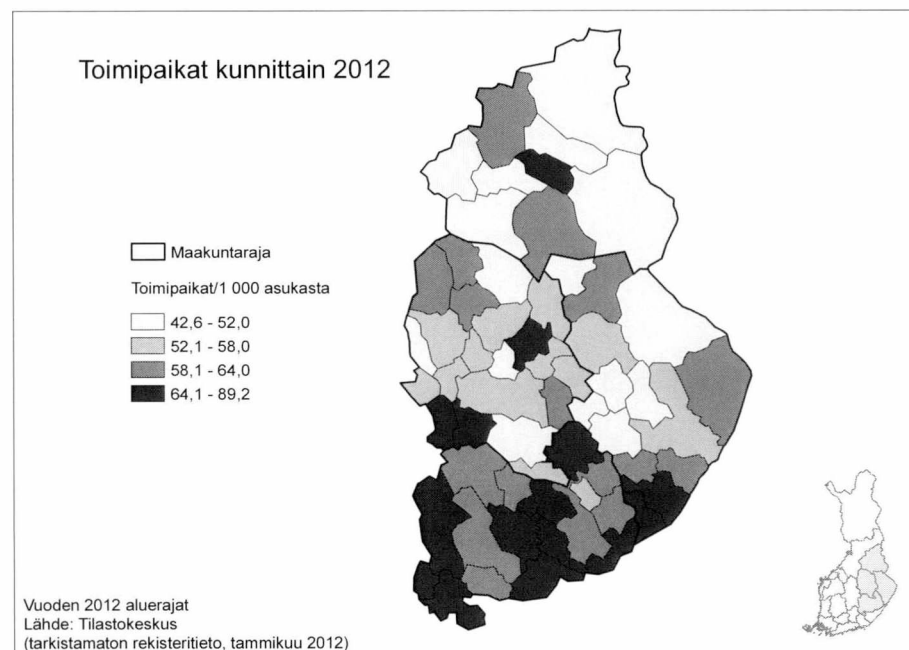 Toimipaikat kunnittain 2012
Maakuntaraja
Toimipaikat/1 000 asukasta
42,6 - 52,0
52,1 - 58,0
58,1 - 64,0
64,1 - 89,2
Vuoden 2012 aluerajat
Lähde: Tilastokeskus
(tarkistamaton rekisteritieto, tammikuu 2012)